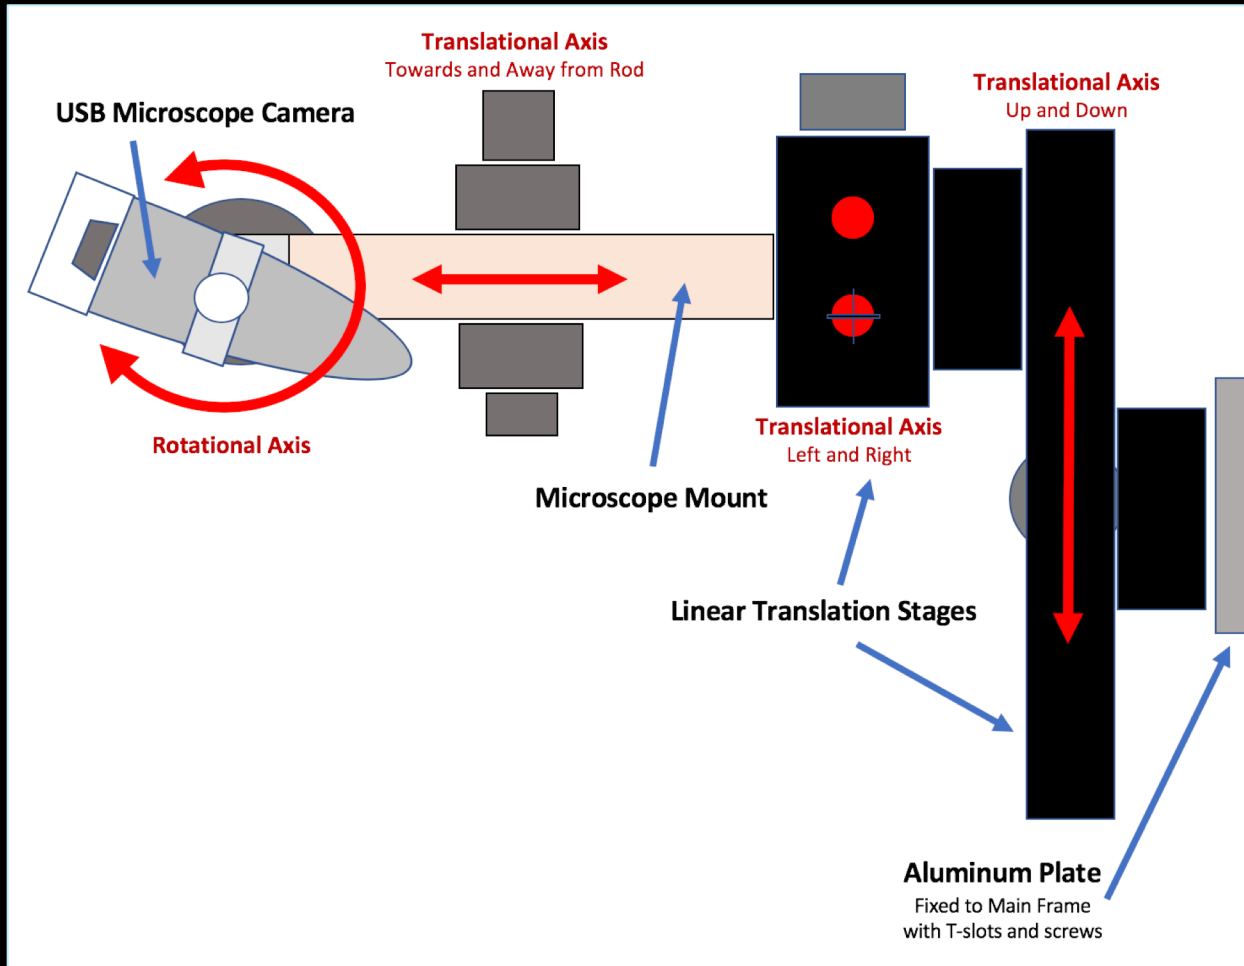 Translational Axis
Towards and Away from Rod
Translational Axis
Up and Down
USB Microscope Camera
Rotational Axis
Translational Axis
Left and Right
Microscope Mount
Linear Translation Stages
Aluminum Plate
Fixed to Main Frame
with T-slots and screws